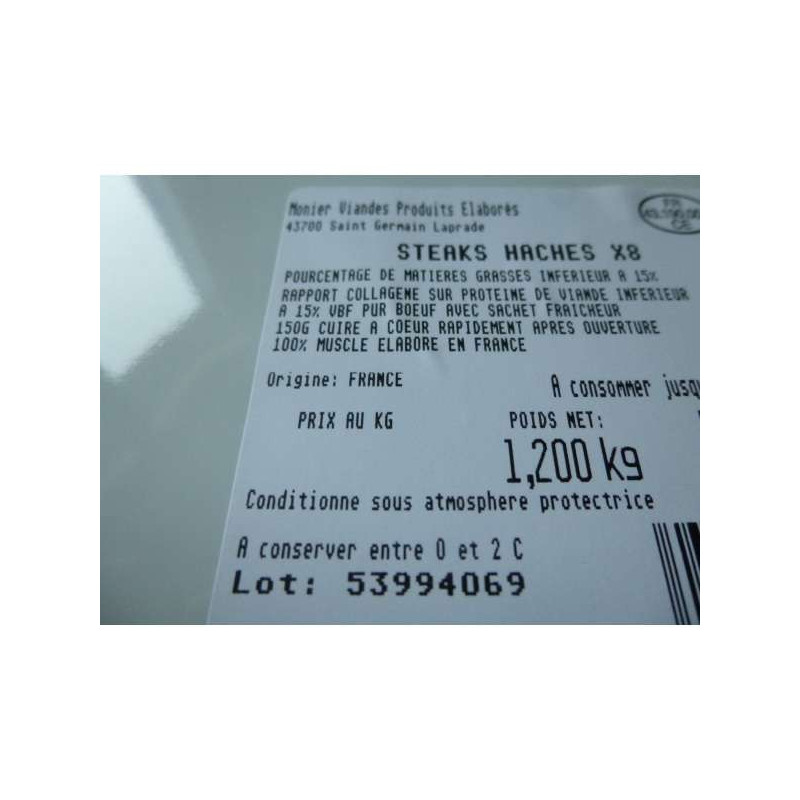 Monier Viandes Produits Elaborés
43700 Saint Germain Laprade
FR
CE
STEAKS HACHES X8
POURCENTAGE DE MATIERES GRASSES INFERIEUR A 15%
RAPPORT COLLAGENE SUR PROTEINE DE VIANDE INFERIEUR
A 15% VBF PUR BOEUF AVEC SACHET FRAICHEUR
150G CUIRE A COEUR RAPIDEMENT APRES OUVERTURE
100% MUSCLE ELABORE EN FRANCE
Origine: FRANCE
A consommer jusqu
PRIX AU KG
POIDS NET:
1,200 kg
Conditionne sous atmosphere protectrice
A conserver entre 0 et 2 C
Lot: 53994069